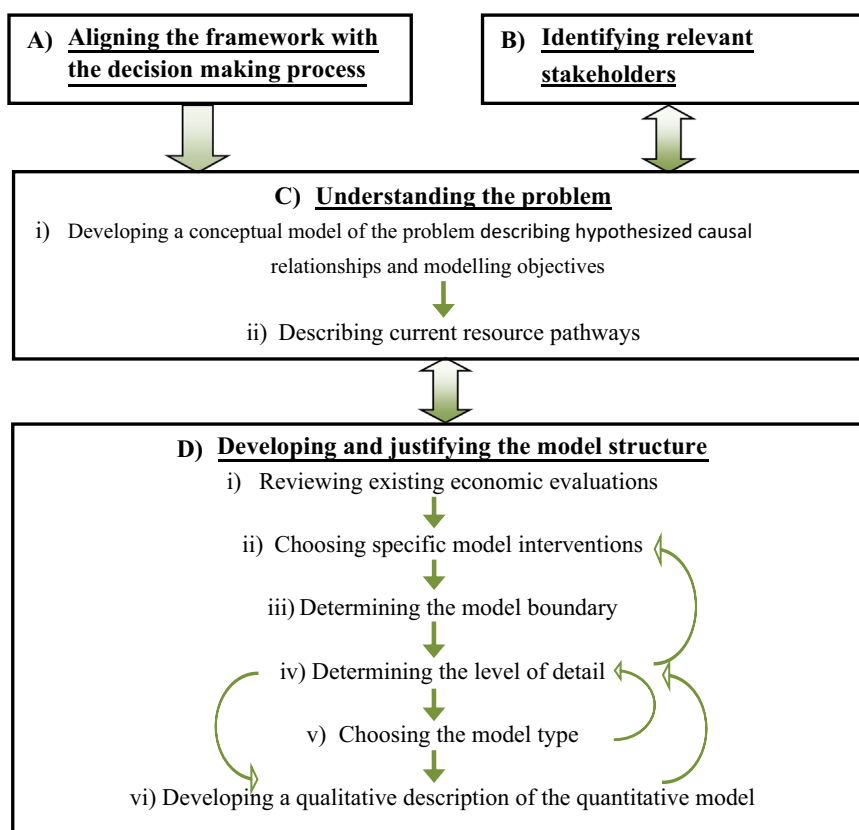 A) Aligning the framework with
the decision making process
B) Identifying relevant
stakeholders
C) Understanding the problem
i) Developing a conceptual model of the problem describing hypothesized causal
relationships and modelling objectives
ii) Describing current resource pathways
D) Developing and justifying the model structure
i) Reviewing existing economic evaluations
ii) Choosing specific model interventions
iii) Determining the model boundary
iv) Determining the level of detail
v) Choosing the model type
vi) Developing a qualitative description of the quantitative model